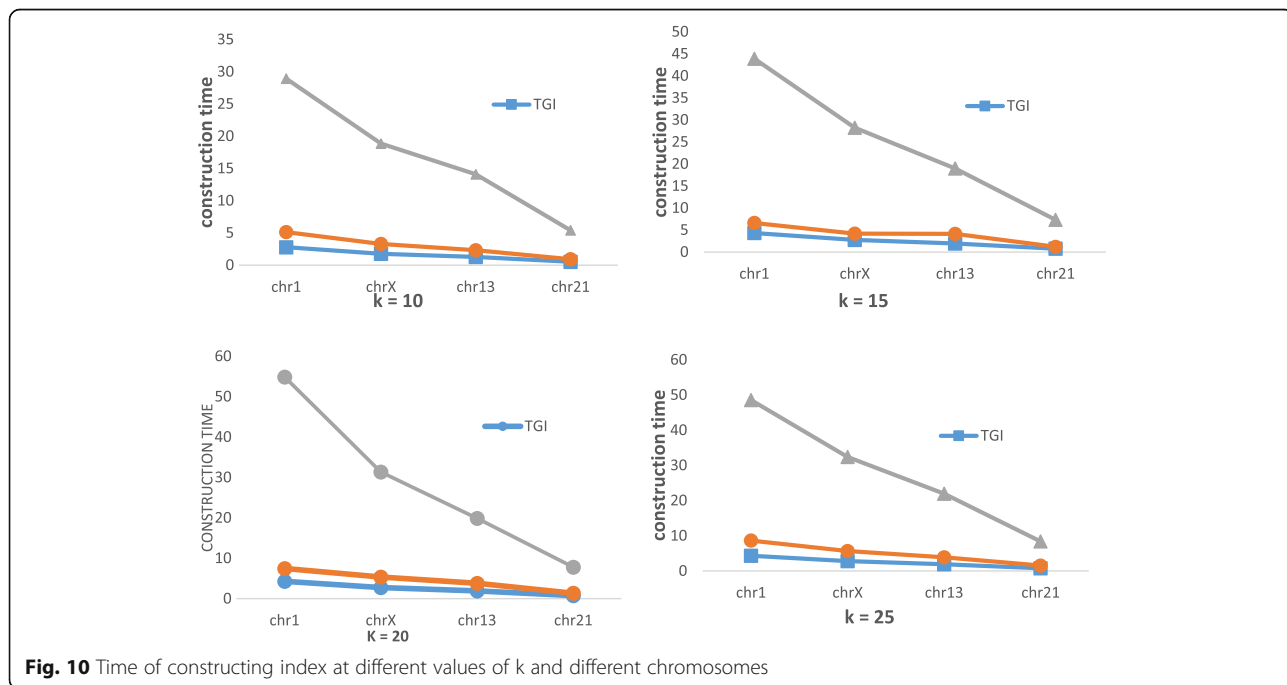 35
30
25
20
15
10
5
0
construction time
TGI
chr1 chrX chr13 chr21
k = 10
50
45
40
35
30
25
20
15
10
5
0
construction time
TGI
chr1 chrX chr13 chr21
k = 15
60
50
40
30
20
10
0
CONSTRUCTION TIME
TGI
chr1 chrX chr13 chr21
K = 20
60
50
40
30
20
10
0
construction time
TGI
chr1 chrX chr13 chr21
k = 25
Fig. 10 Time of constructing index at different values of k and different chromosomes